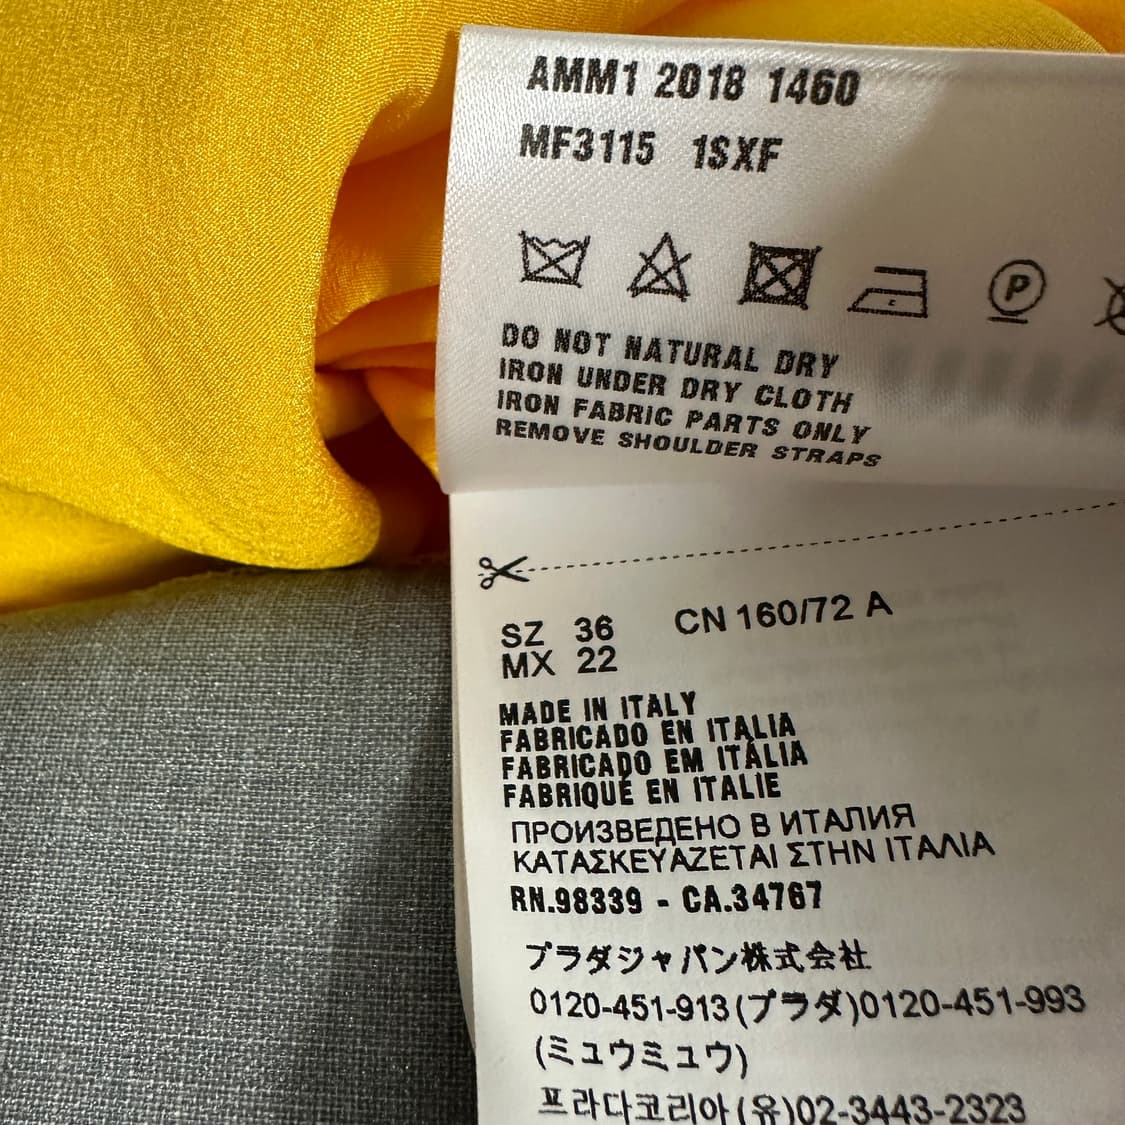 AMM1 2018 1460
MF3115 1SXF
P
DO NOT NATURAL DRY
IRON UNDER DRY CLOTH
IRON FABRIC PARTS ONLY
REMOVE SHOULDER STRAPS
SZ 36 CN 160/72 A
MX 22
MADE IN ITALY
FABRICADO EN ITALIA
FABRICADO EM ITÁLIA
FABRIQUÉ EN ITALIE
ПРОИЗВЕДЕНО В ИТАЛИЯ
ΚΑΤΑΣΚΕΥΑΖΕΤΑΙ ΣΤΗΝ ΙΤΑΛΙΑ
RN.98339 - CA.34767
プラダジャパン株式会社
0120-451-913(プラダ)0120-451-993
(ミュウミュウ)
프라다코리아(유)02-3443-2323